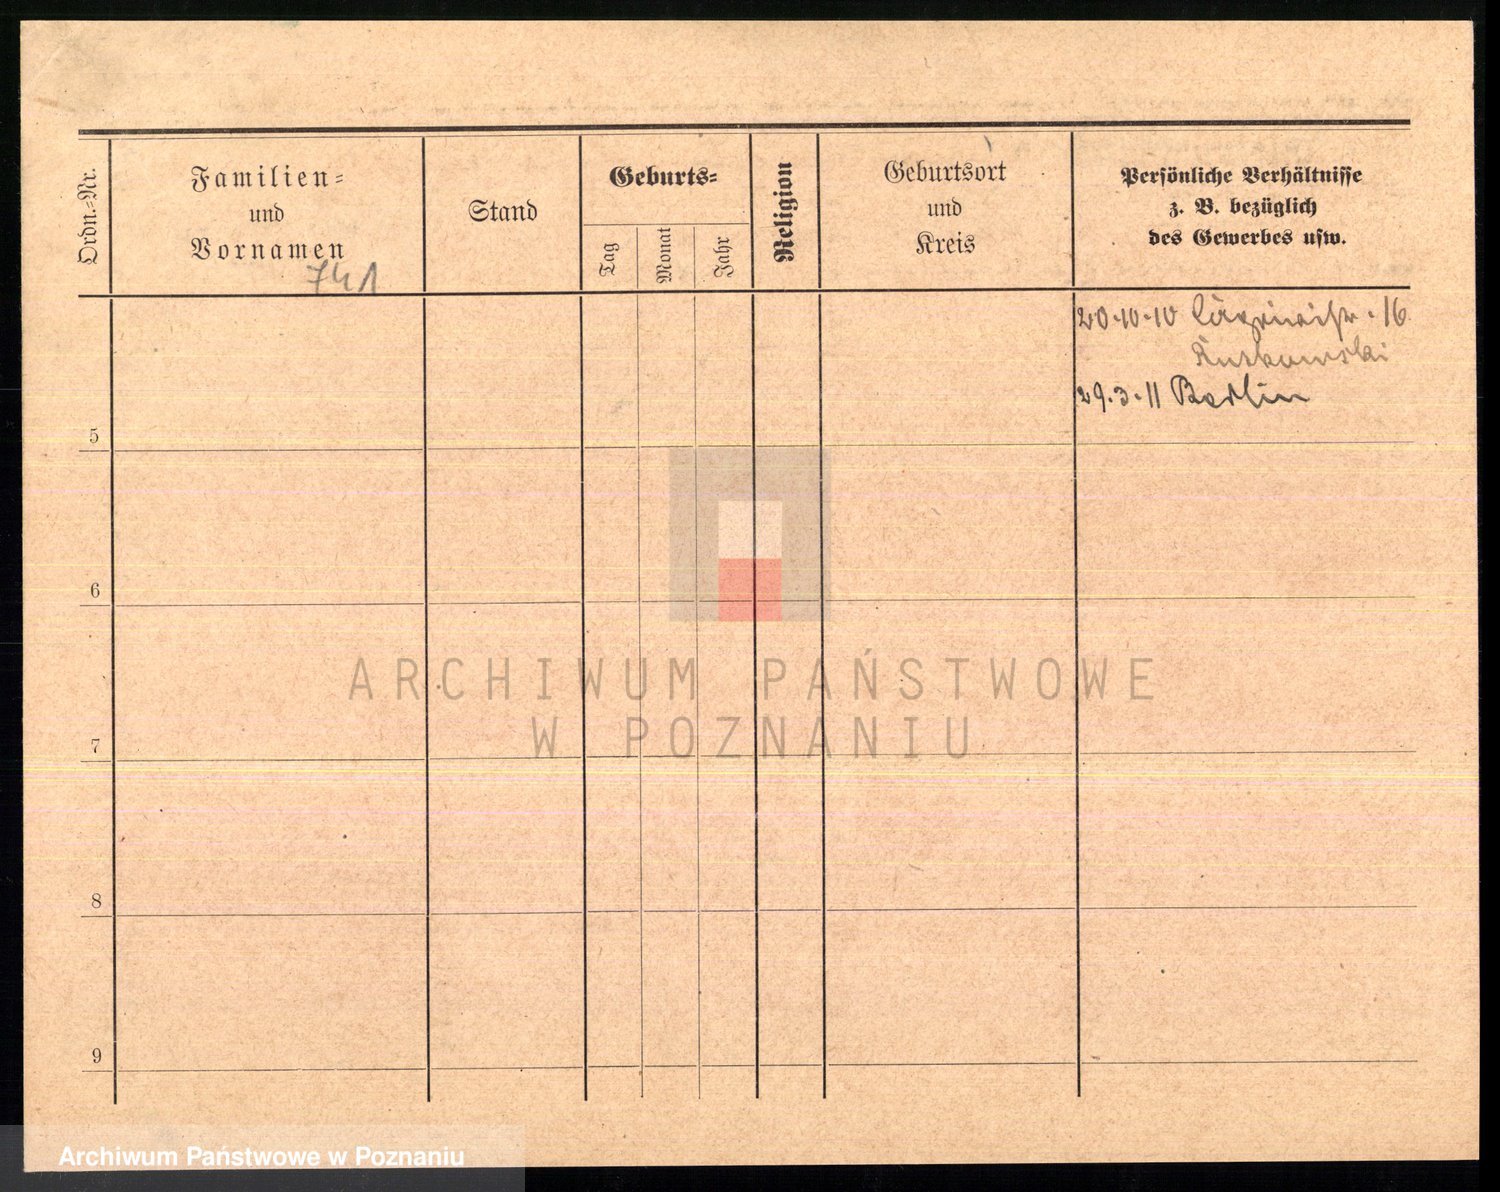 Ordn.-Nr.
Familien-
und
Vornamen
741
Stand
Geburts-
Tag
Monat
Jahr
Religion
Geburtsort
und
Kreis
Persönliche Verhältnisse
z. B. bezüglich
des Gewerbes usw.
20.10.10 16
Kurkowski
29.3.11 Berlin
5
6
7
8
9
ARCHIWUM PAŃSTWOWE
W POZNANIU
Archiwum Państwowe w Poznaniu